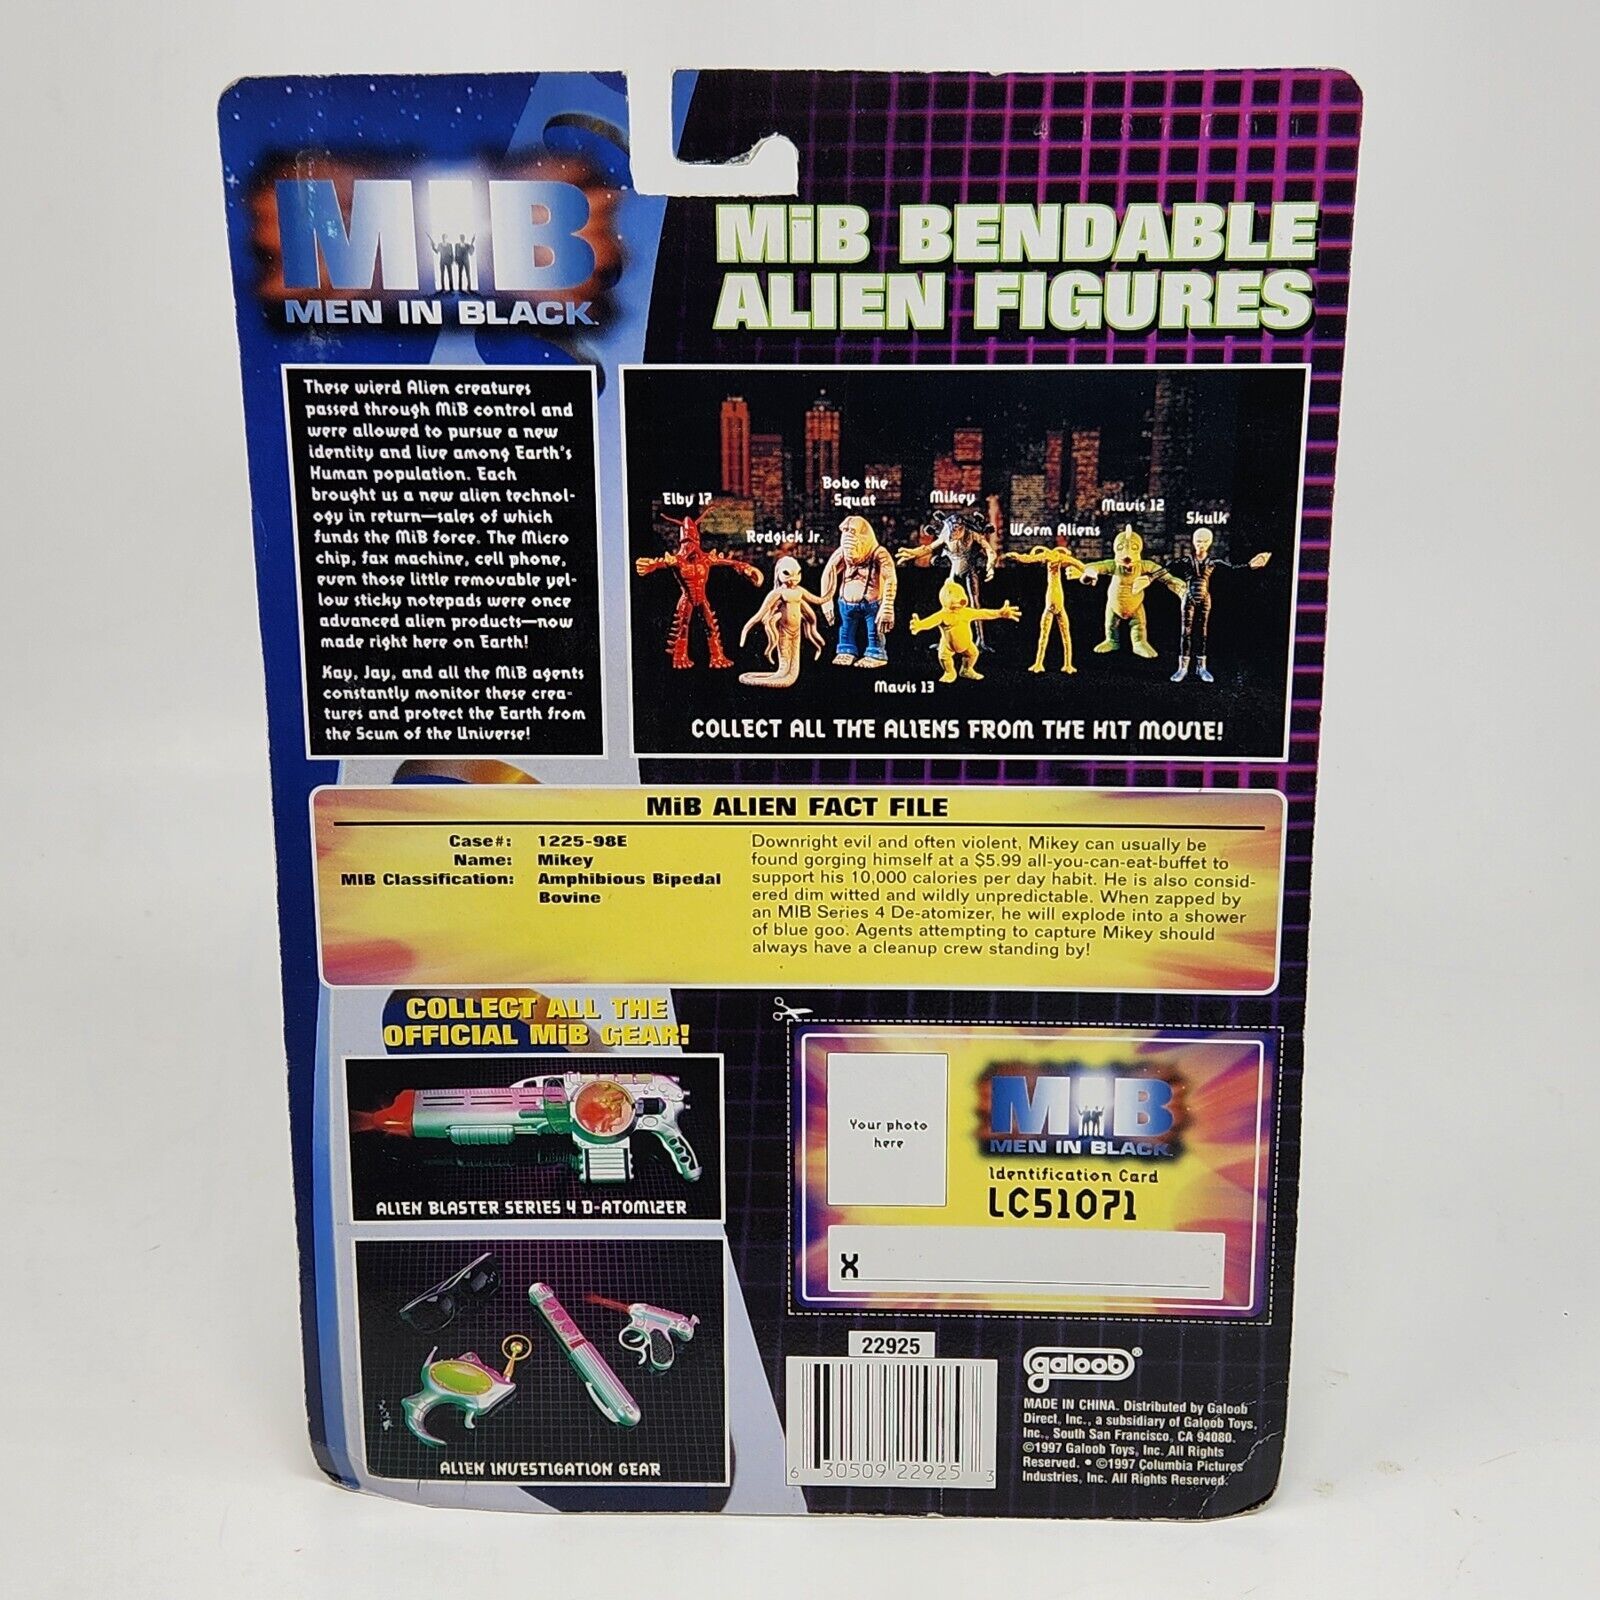 MiB
MEN IN BLACK
MiB BENDABLE
ALIEN FIGURES
These wierd Alien creatures
passed through MiB control and
were allowed to pursue a new
identity and live among Earth's
Human population. Each
brought us a new alien technol-
ogy in return—sales of which
funds the MiB force. The Micro
chip, fax machine, cell phone,
even those little removable yel-
low sticky notepads were once
advanced alien products—now
made right here on Earth!
Kay, Jay, and all the MiB agents
constantly monitor these crea-
tures and protect the Earth from
the Scum of the Universe!
Elby 17
Redgick Jr.
Bobo the
Squat
Mikey
Worm Aliens
Mavis 12
Skulk
Mavis 13
COLLECT ALL THE ALIENS FROM THE HIT MOVIE!
MiB ALIEN FACT FILE
Case#: 1225-98E
Name: Mikey
MIB Classification: Amphibious Bipedal
Bovine
Downright evil and often violent, Mikey can usually be
found gorging himself at a $5.99 all-you-can-eat-buffet to
support his 10,000 calories per day habit. He is also consid-
ered dim witted and wildly unpredictable. When zapped by
an MIB Series 4 De-atomizer, he will explode into a shower
of blue goo. Agents attempting to capture Mikey should
always have a cleanup crew standing by!
COLLECT ALL THE
OFFICIAL MiB GEAR!
ALIEN BLASTER SERIES 4 D-ATOMIZER
ALIEN INVESTIGATION GEAR
Your photo
here
MiB
MEN IN BLACK
Identification Card
LC51071
X
22925
6 30509 22925 3
galoob®
MADE IN CHINA. Distributed by Galoob
Direct, Inc., a subsidiary of Galoob Toys,
Inc., South San Francisco, CA 94080.
©1997 Galoob Toys, Inc. All Rights
Reserved. • ©1997 Columbia Pictures
Industries, Inc. All Rights Reserved.